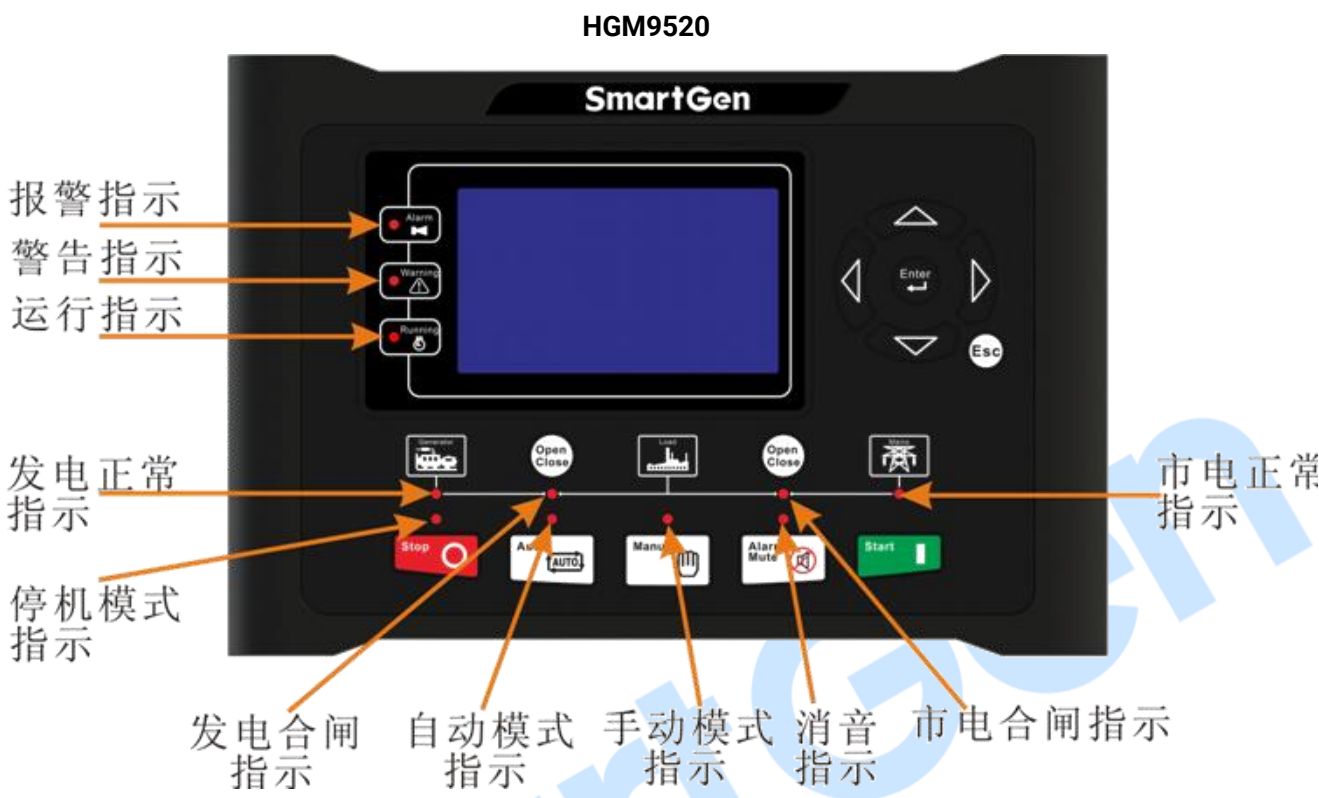 HGM9520
SmartGen
报警指示
Alarm
警告指示
Warning
运行指示
Running
Enter
Esc
Generator
Open
Close
Load
Open
Close
Mains
发电正常
指示
市电正常
指示
Stop
AUTO
Start
Mute
停机模式
指示
发电合闸
指示
自动模式
指示
手动模式
指示
消音
指示
市电合闸指示